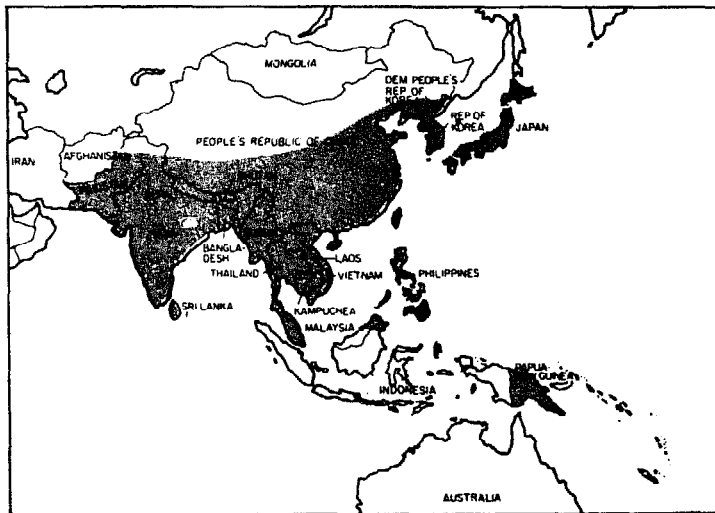 MONGOLIA
DEM PEOPLE'S
REP OF
KOREA
REP OF
KOREA
JAPAN
PEOPLE'S REPUBLIC OF
IRAN
AFGHANISTAN
BANGLA-
DESH
LAOS
THAILAND
VIETNAM
PHILIPPINES
SRI LANKA
KAMPUCHEA
MALAYSIA
PAPUA
GUINEA
INDONESIA
AUSTRALIA